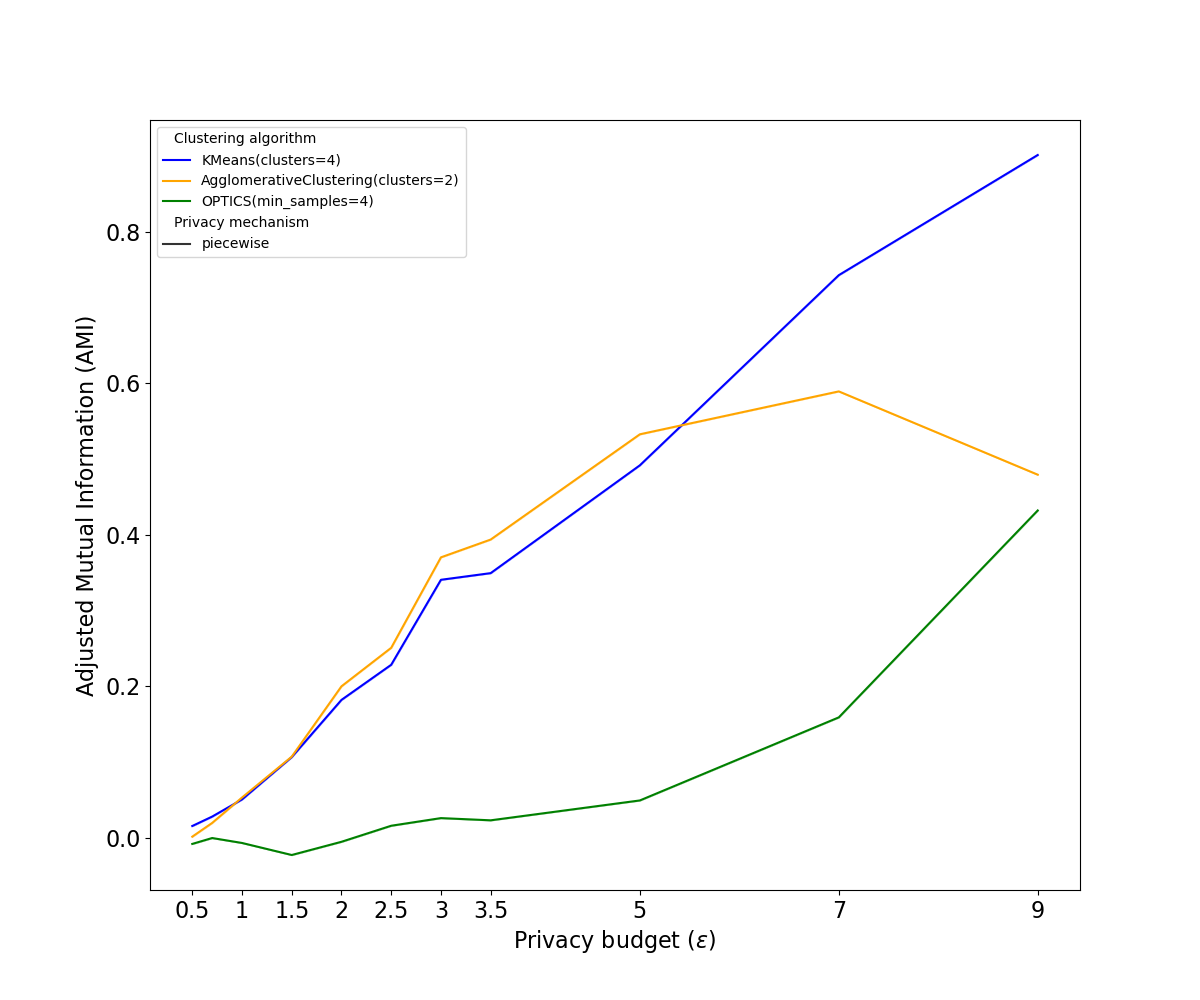 Clustering algorithm
KMeans(clusters=4)
AgglomerativeClustering(clusters=2)
OPTICS(min_samples=4)
Privacy mechanism
piecewise
Adjusted Mutual Information (AMI)
0.8
0.6
0.4
0.2
0.0
0.5 1 1.5 2 2.5 3 3.5 5 7 9
Privacy budget (ε)